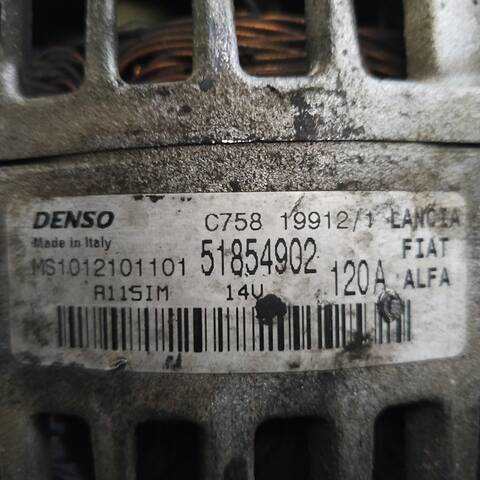 DENSO C758 19912/1 LANCIA
Made in Italy FIAT
MS1012101101 51854902 120A ALFA
A115IM 14V